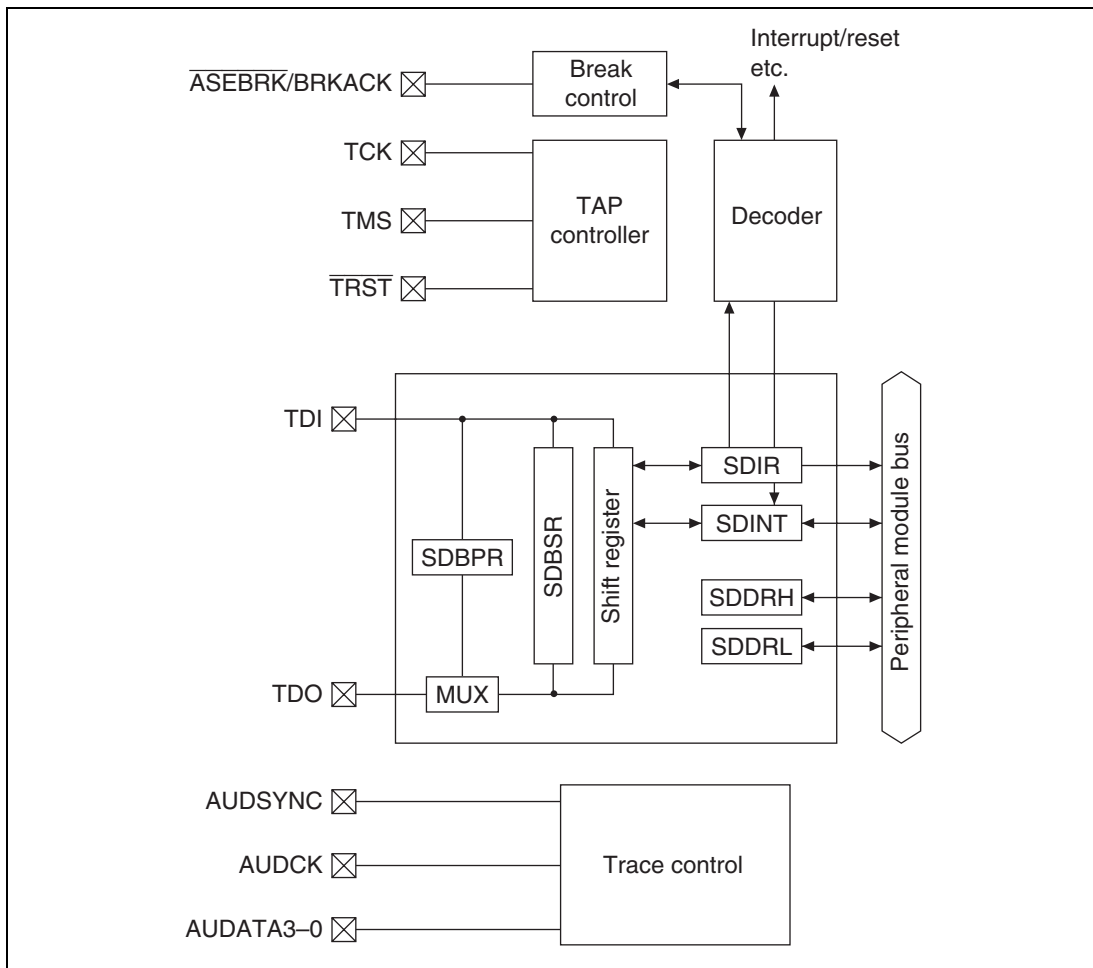 Interrupt/reset
etc.
ASEBRK/BRKACK
Break
control
TCK
TMS
TRST
TAP
controller
Decoder
TDI
SDBPR
SDBSR
Shift register
SDIR
SDINT
SDDRH
SDDRL
Peripheral module bus
TDO
MUX
AUDSYNC
AUDCK
AUDATA3–0
Trace control